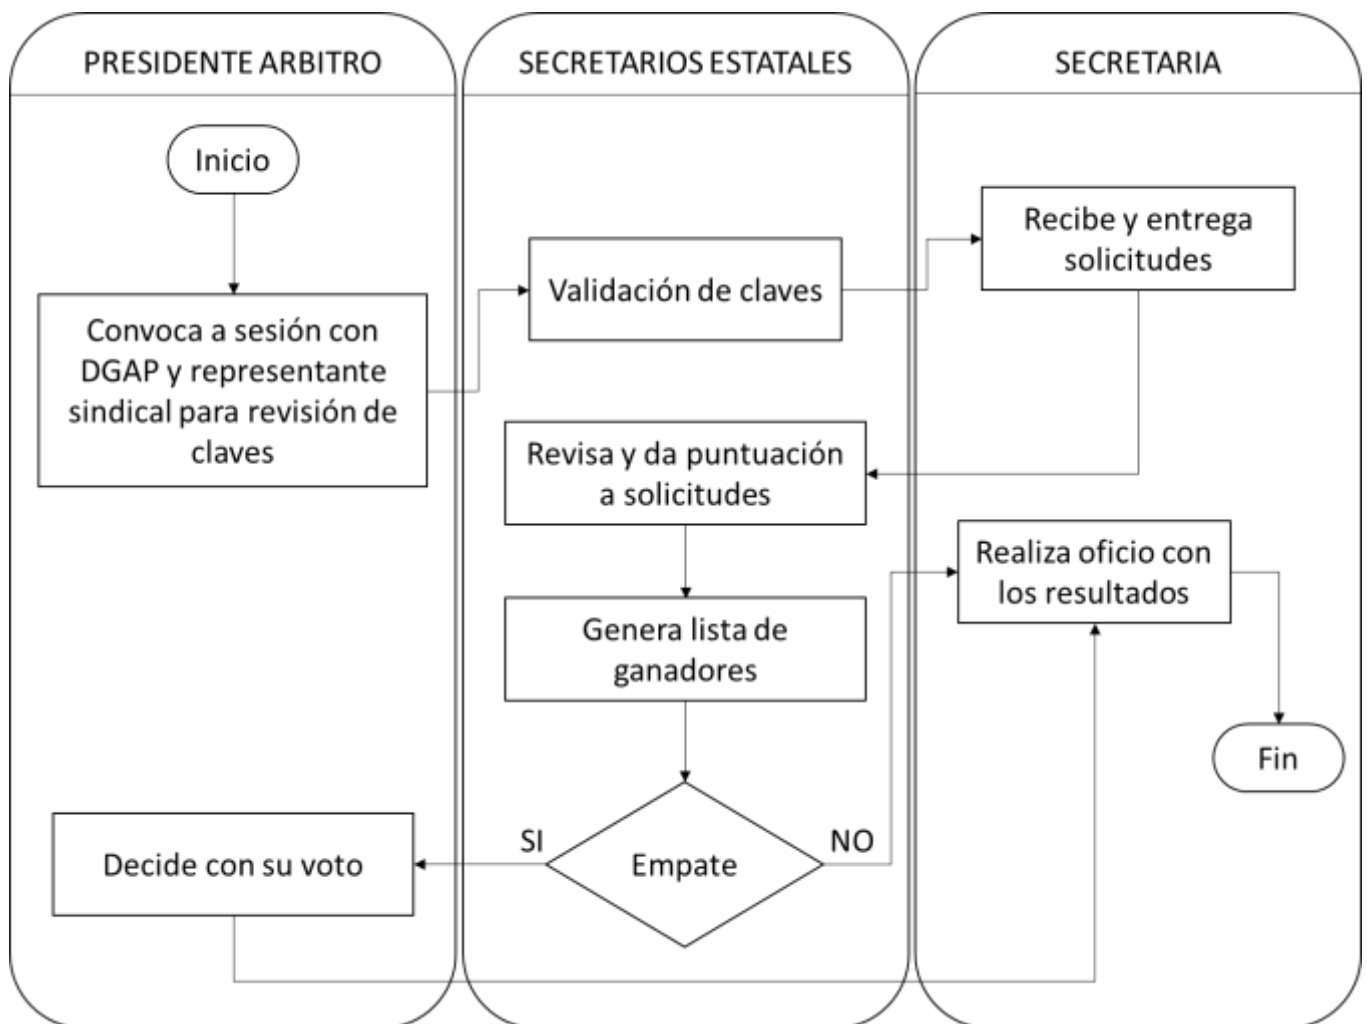 PRESIDENTE ARBITRO
SECRETARIOS ESTATALES
SECRETARIA
Inicio
Convoca a sesión con
DGAP y representante
sindical para revisión de
claves
Validación de claves
Recibe y entrega
solicitudes
Revisa y da puntuación
a solicitudes
Genera lista de
ganadores
Realiza oficio con
los resultados
Fin
SI
Empate
NO
Decide con su voto